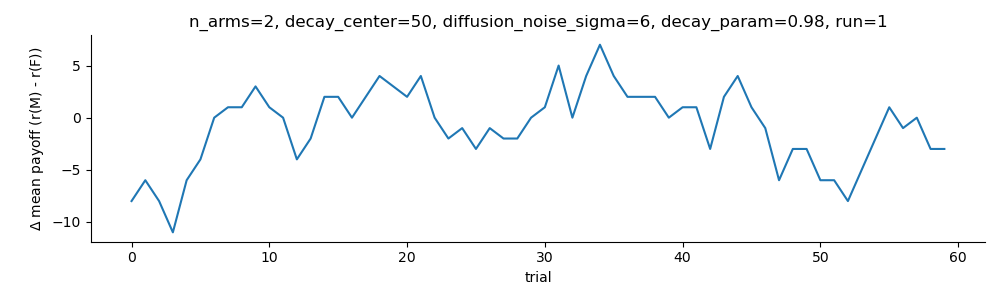 n_arms=2, decay_center=50, diffusion_noise_sigma=6, decay_param=0.98, run=1
Δ mean payoff (r(M) - r(F))
5
0
−5
−10
0 10 20 30 40 50 60
trial